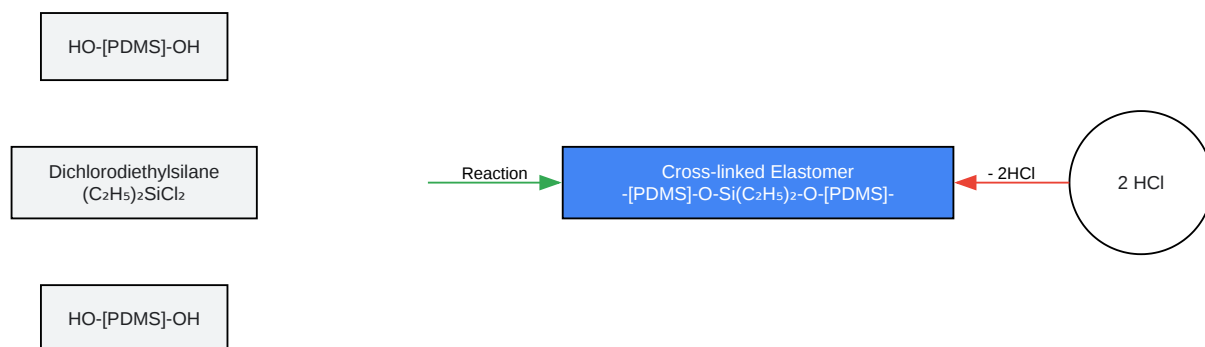 HO-[PDMS]-OH
Dichlorodiethylsilane
(C₂H₅)₂SiCl₂
Reaction
Cross-linked Elastomer
-[PDMS]-O-Si(C₂H₅)₂-O-[PDMS]-
- 2HCl
2 HCl
HO-[PDMS]-OH